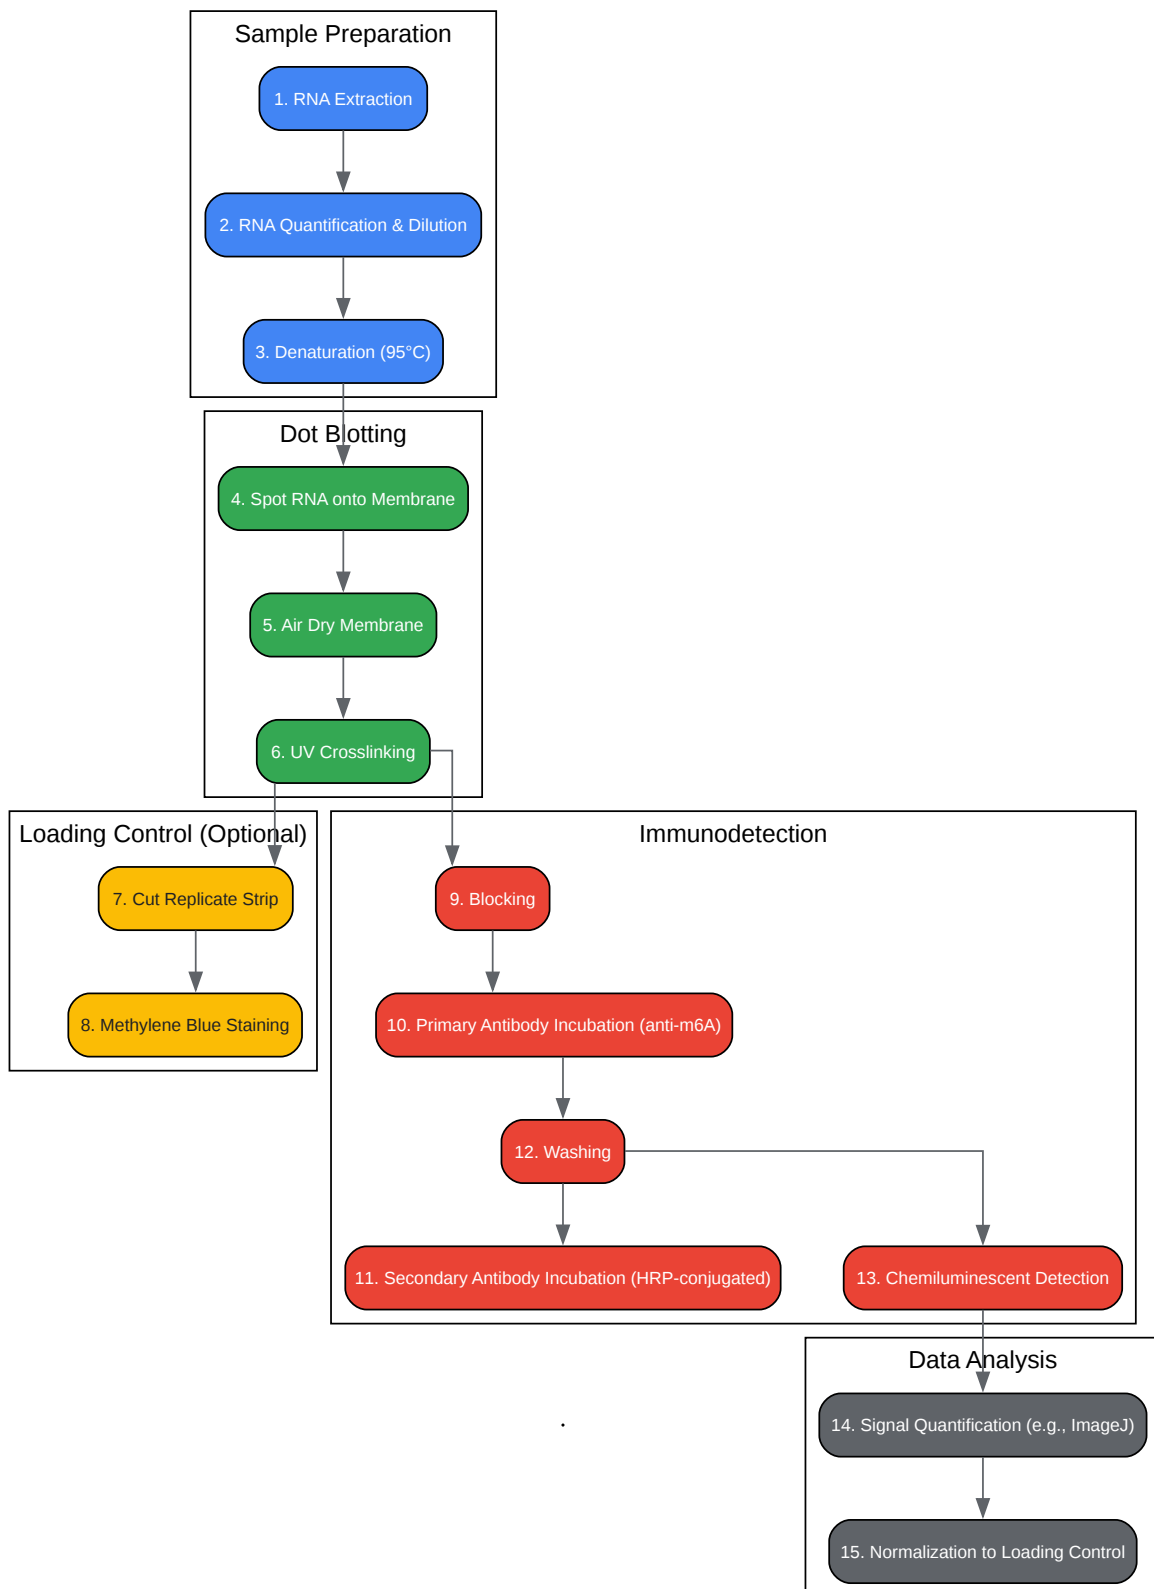 Sample Preparation
1. RNA Extraction
2. RNA Quantification & Dilution
3. Denaturation (95°C)
Dot Blotting
4. Spot RNA onto Membrane
5. Air Dry Membrane
6. UV Crosslinking
Loading Control (Optional)
7. Cut Replicate Strip
8. Methylene Blue Staining
Immunodetection
9. Blocking
10. Primary Antibody Incubation (anti-m6A)
12. Washing
11. Secondary Antibody Incubation (HRP-conjugated)
13. Chemiluminescent Detection
Data Analysis
14. Signal Quantification (e.g., ImageJ)
15. Normalization to Loading Control
.